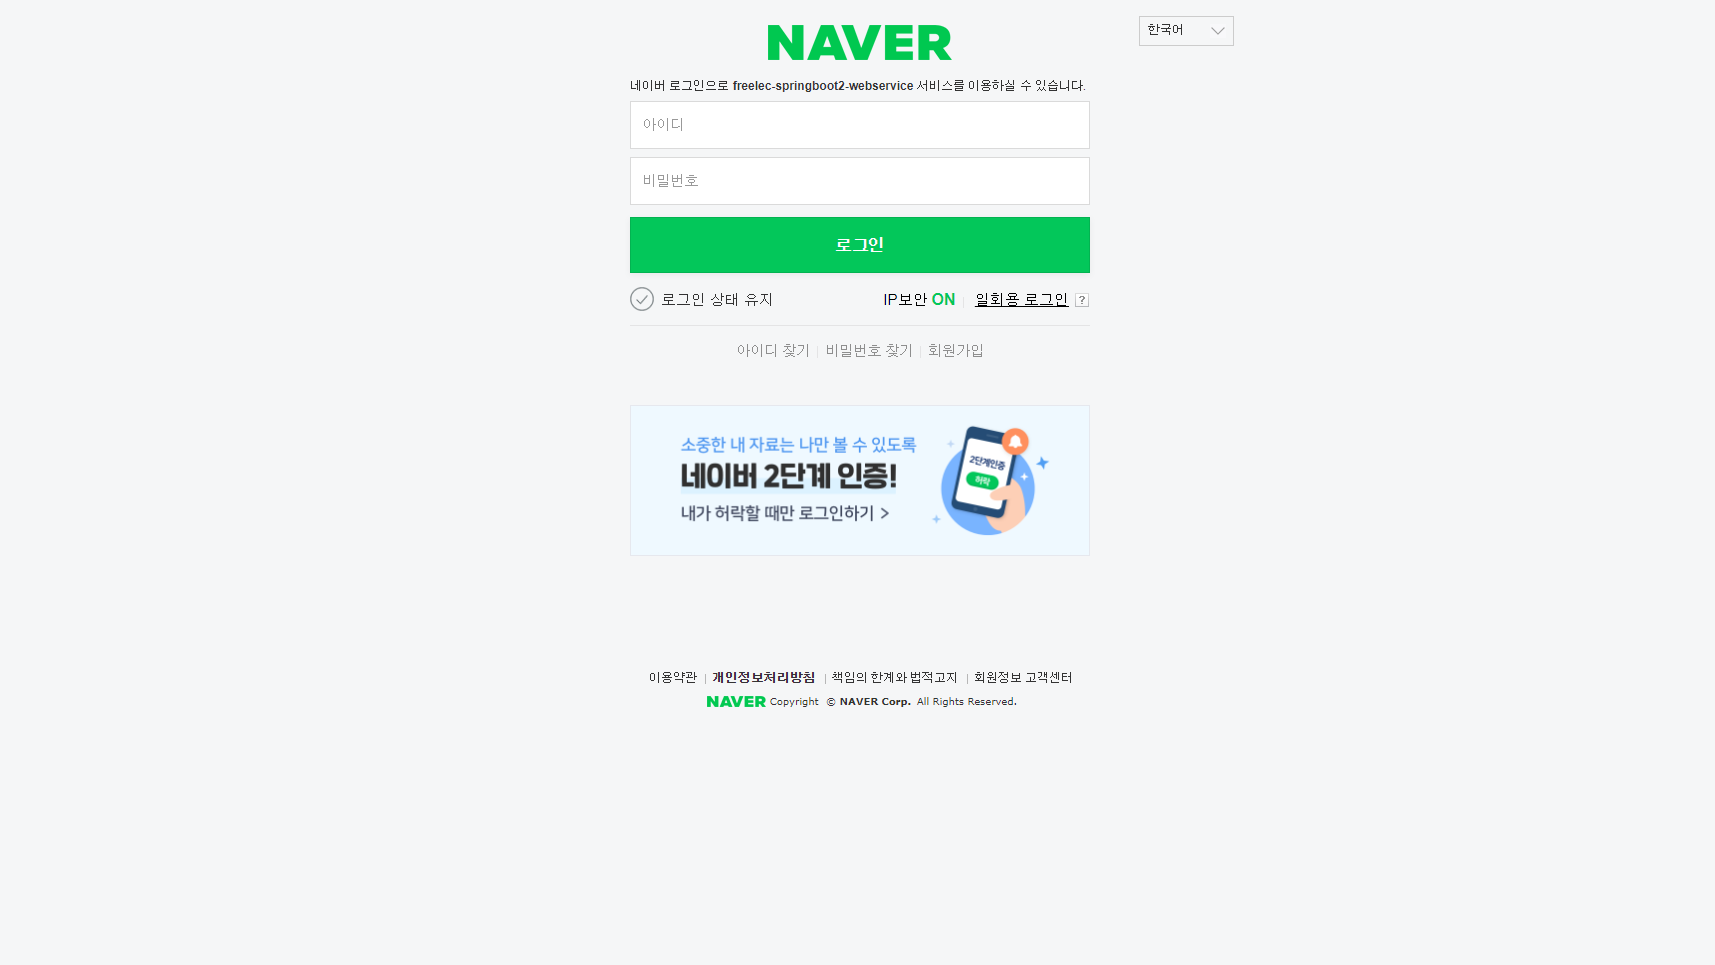 NAVER
한국어
네이버 로그인으로 freelec-springboot2-webservice 서비스를 이용하실 수 있습니다.
아이디
비밀번호
로그인
로그인 상태 유지 IP보안 ON 일회용 로그인 ?
아이디 찾기 비밀번호 찾기 회원가입
소중한 내 자료는 나만 볼 수 있도록
네이버 2단계 인증!
내가 허락할 때만 로그인하기 >
2단계인증
허락
이용약관 개인정보처리방침 책임의 한계와 법적고지 회원정보 고객센터
NAVER Copyright © NAVER Corp. All Rights Reserved.